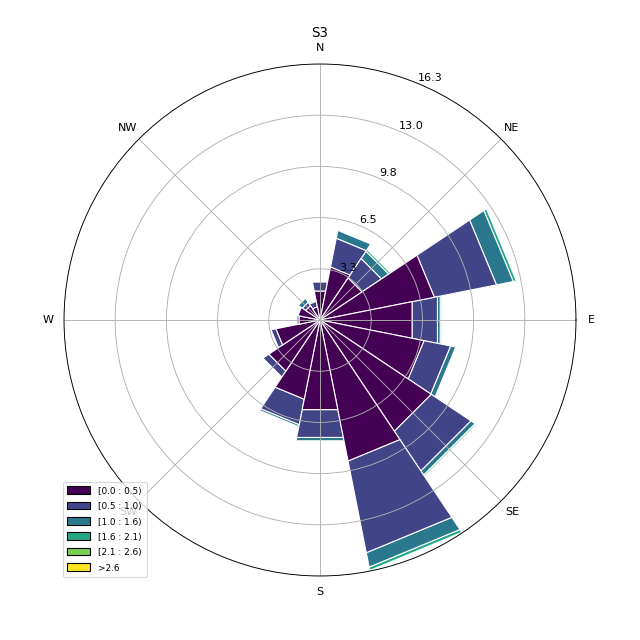 S3
N
16.3
NW
13.0
NE
9.8
6.5
3.3
W
E
[0.0 : 0.5)
[0.5 : 1.0)
SW
SE
[1.0 : 1.6)
[1.6 : 2.1)
[2.1 : 2.6)
>2.6
S